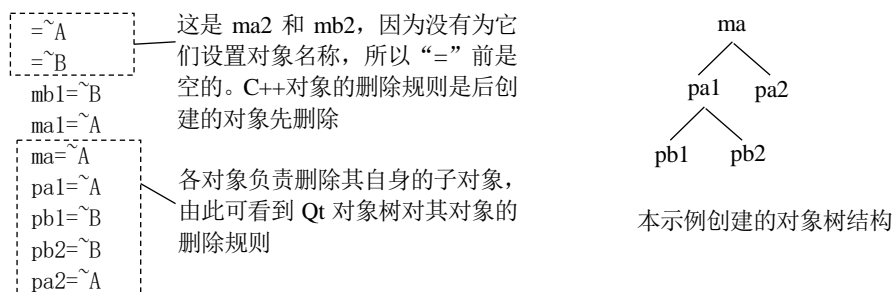 =~A
=~B
mb1=~B
ma1=~A
ma=~A
pa1=~A
pb1=~B
pb2=~B
pa2=~A
这是 ma2 和 mb2，因为没有为它
们设置对象名称，所以“=”前是
空的。C++对象的删除规则是后创
建的对象先删除
各对象负责删除其自身的子对象，
由此可看到 Qt 对象树对其对象的
删除规则
ma
pa1 pa2
pb1 pb2
本示例创建的对象树结构